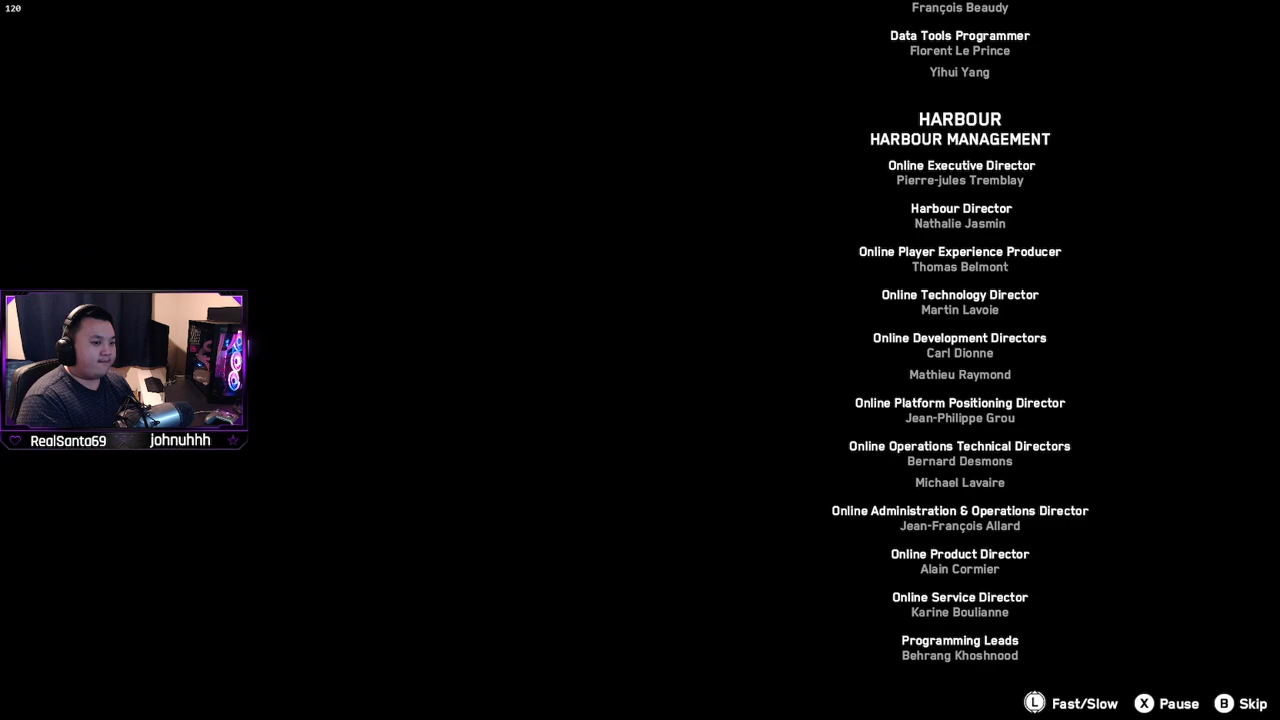 120
François Beaudy
Data Tools Programmer
Florent Le Prince
Yihui Yang
HARBOUR
HARBOUR MANAGEMENT
Online Executive Director
Pierre-jules Tremblay
Harbour Director
Nathalie Jasmin
Online Player Experience Producer
Thomas Belmont
Online Technology Director
Martin Lavoie
Online Development Directors
Carl Dionne
Mathieu Raymond
Online Platform Positioning Director
Jean-Philippe Grou
Online Operations Technical Directors
Bernard Desmons
Michael Lavaire
Online Administration & Operations Director
Jean-François Allard
Online Product Director
Alain Cormier
Online Service Director
Karine Boulianne
Programming Leads
Behrang Khoshnood
RealSanta69 johnuhhh
L Fast/Slow X Pause B Skip